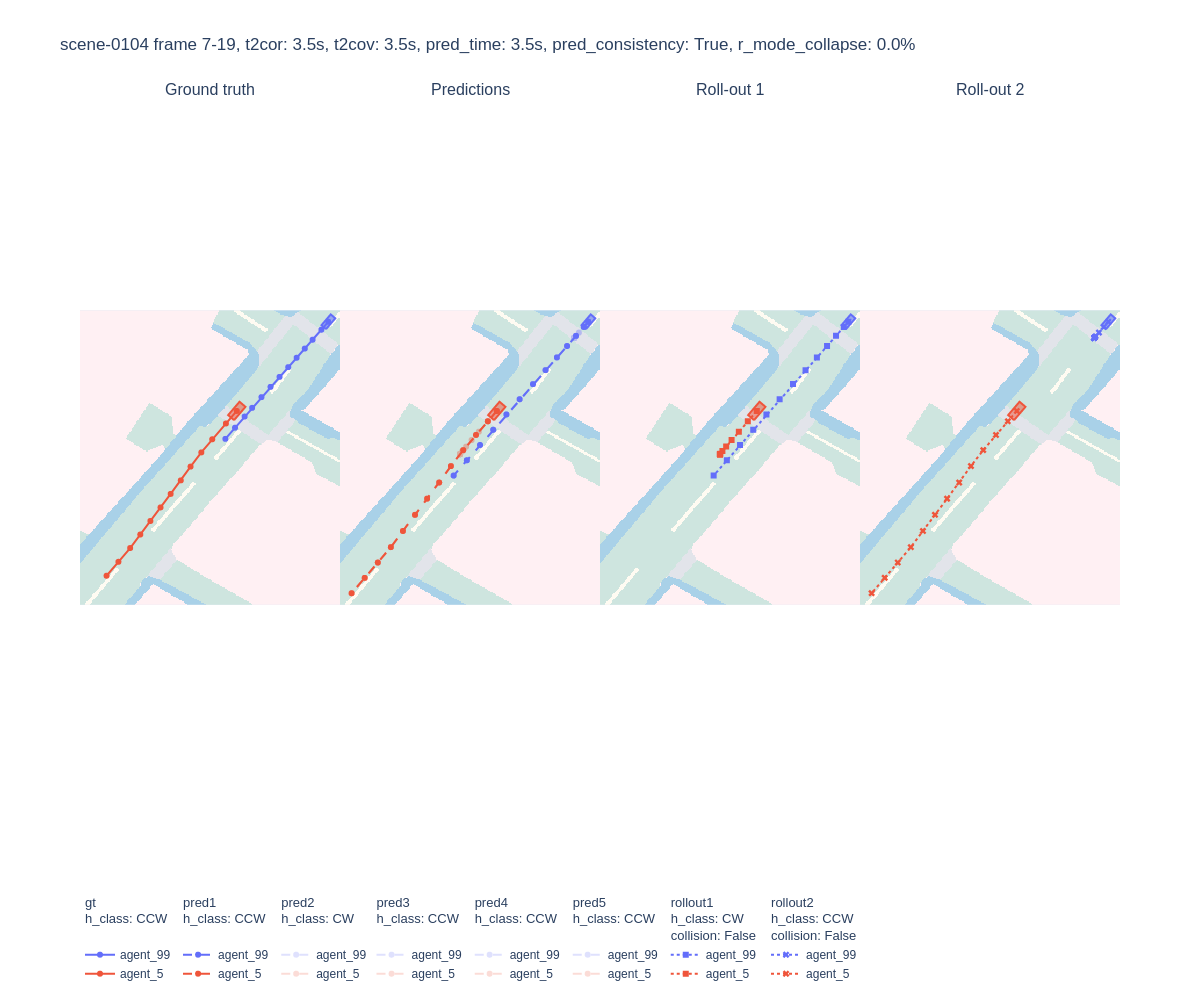 scene-0104 frame 7-19, t2cor: 3.5s, t2cov: 3.5s, pred_time: 3.5s, pred_consistency: True, r_mode_collapse: 0.0%
Ground truth Predictions Roll-out 1 Roll-out 2
gt pred1 pred2 pred3 pred4 pred5 rollout1 rollout2
h_class: CCW h_class: CCW h_class: CW h_class: CCW h_class: CCW h_class: CCW h_class: CW h_class: CCW
collision: False collision: False
agent_99 agent_99 agent_99 agent_99 agent_99 agent_99 agent_99 agent_99
agent_5 agent_5 agent_5 agent_5 agent_5 agent_5 agent_5 agent_5